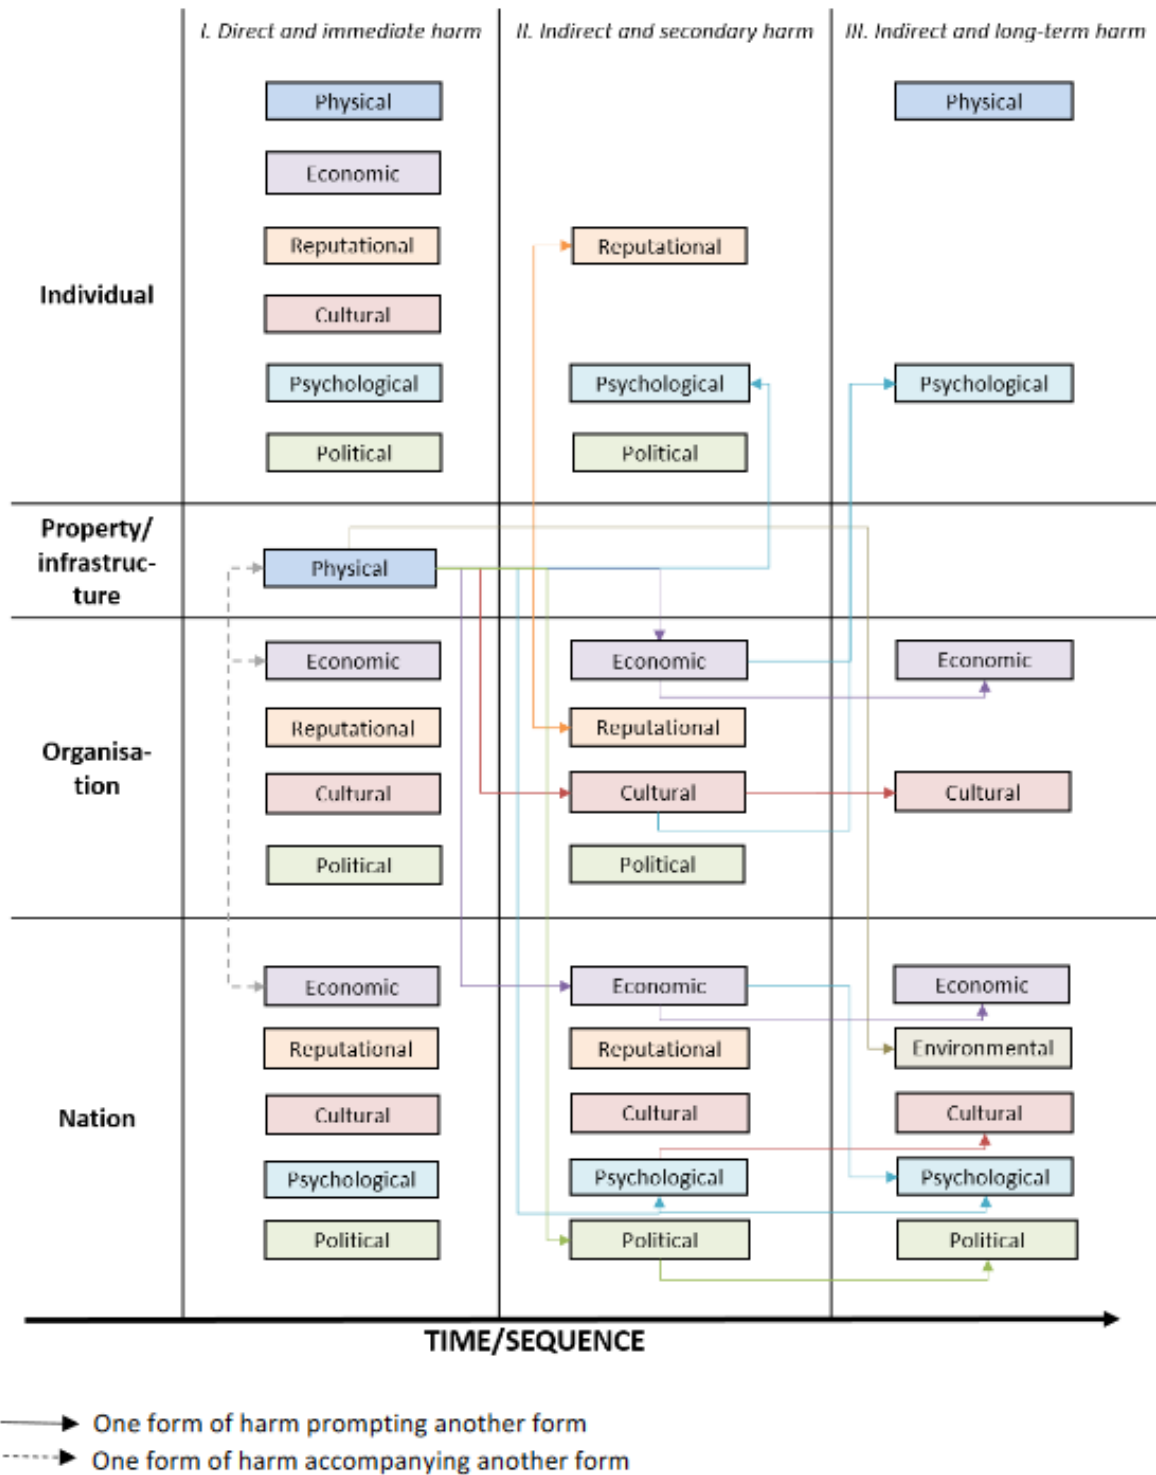 I. Direct and immediate harm
II. Indirect and secondary harm
III. Indirect and long-term harm
Individual
Physical
Physical
Economic
Reputational
Reputational
Cultural
Psychological
Psychological
Psychological
Political
Political
Property/
infrastruc-
ture
Physical
Organisa-
tion
Economic
Economic
Economic
Reputational
Reputational
Cultural
Cultural
Cultural
Political
Political
Nation
Economic
Economic
Economic
Reputational
Reputational
Environmental
Cultural
Cultural
Cultural
Psychological
Psychological
Psychological
Political
Political
Political
TIME/SEQUENCE
One form of harm prompting another form
One form of harm accompanying another form